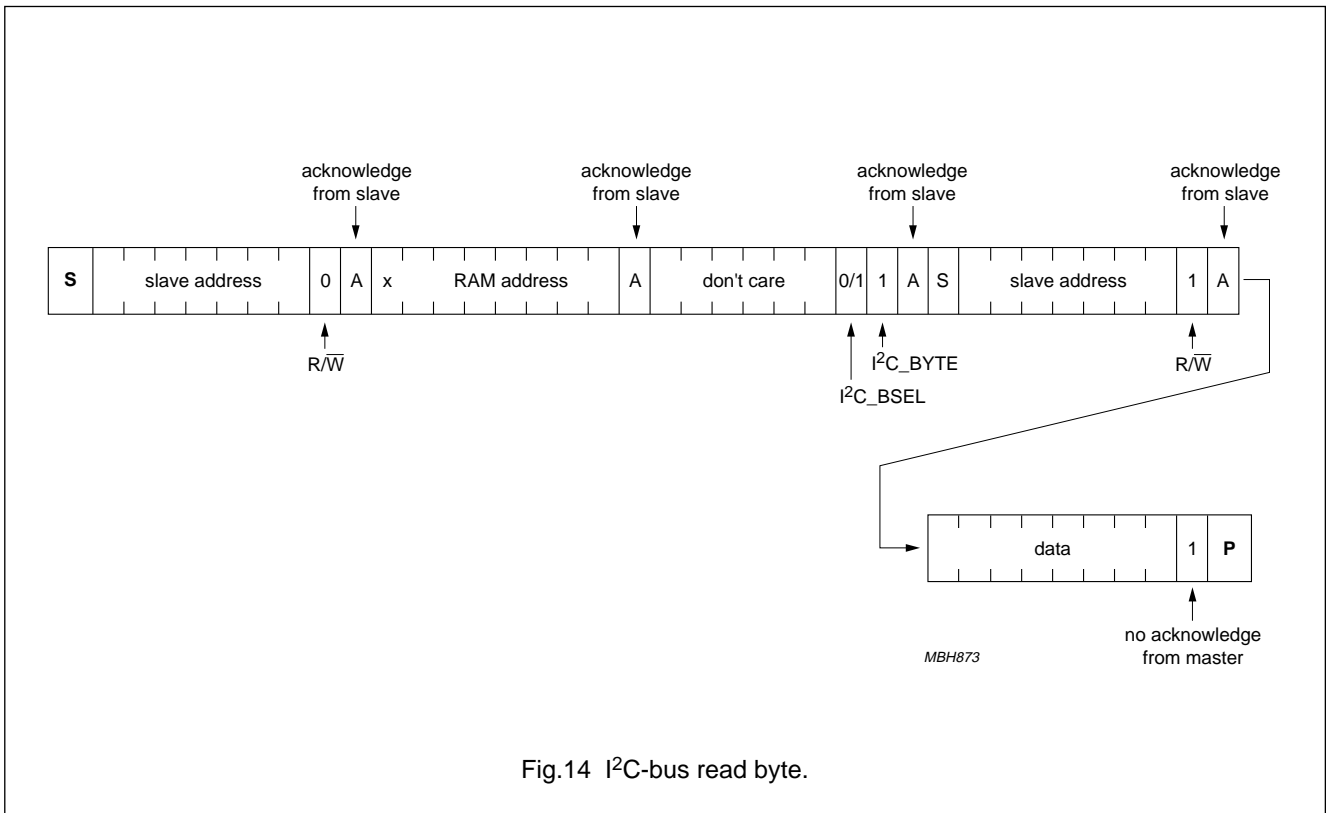 acknowledge
from slave
acknowledge
from slave
acknowledge
from slave
acknowledge
from slave
S slave address 0 A x RAM address A don't care 0/1 1 A S slave address 1 A
R/W̅
I²C_BYTE
R/W̅
I²C_BSEL
data 1 P
no acknowledge
from master
MBH873
Fig.14 I²C-bus read byte.